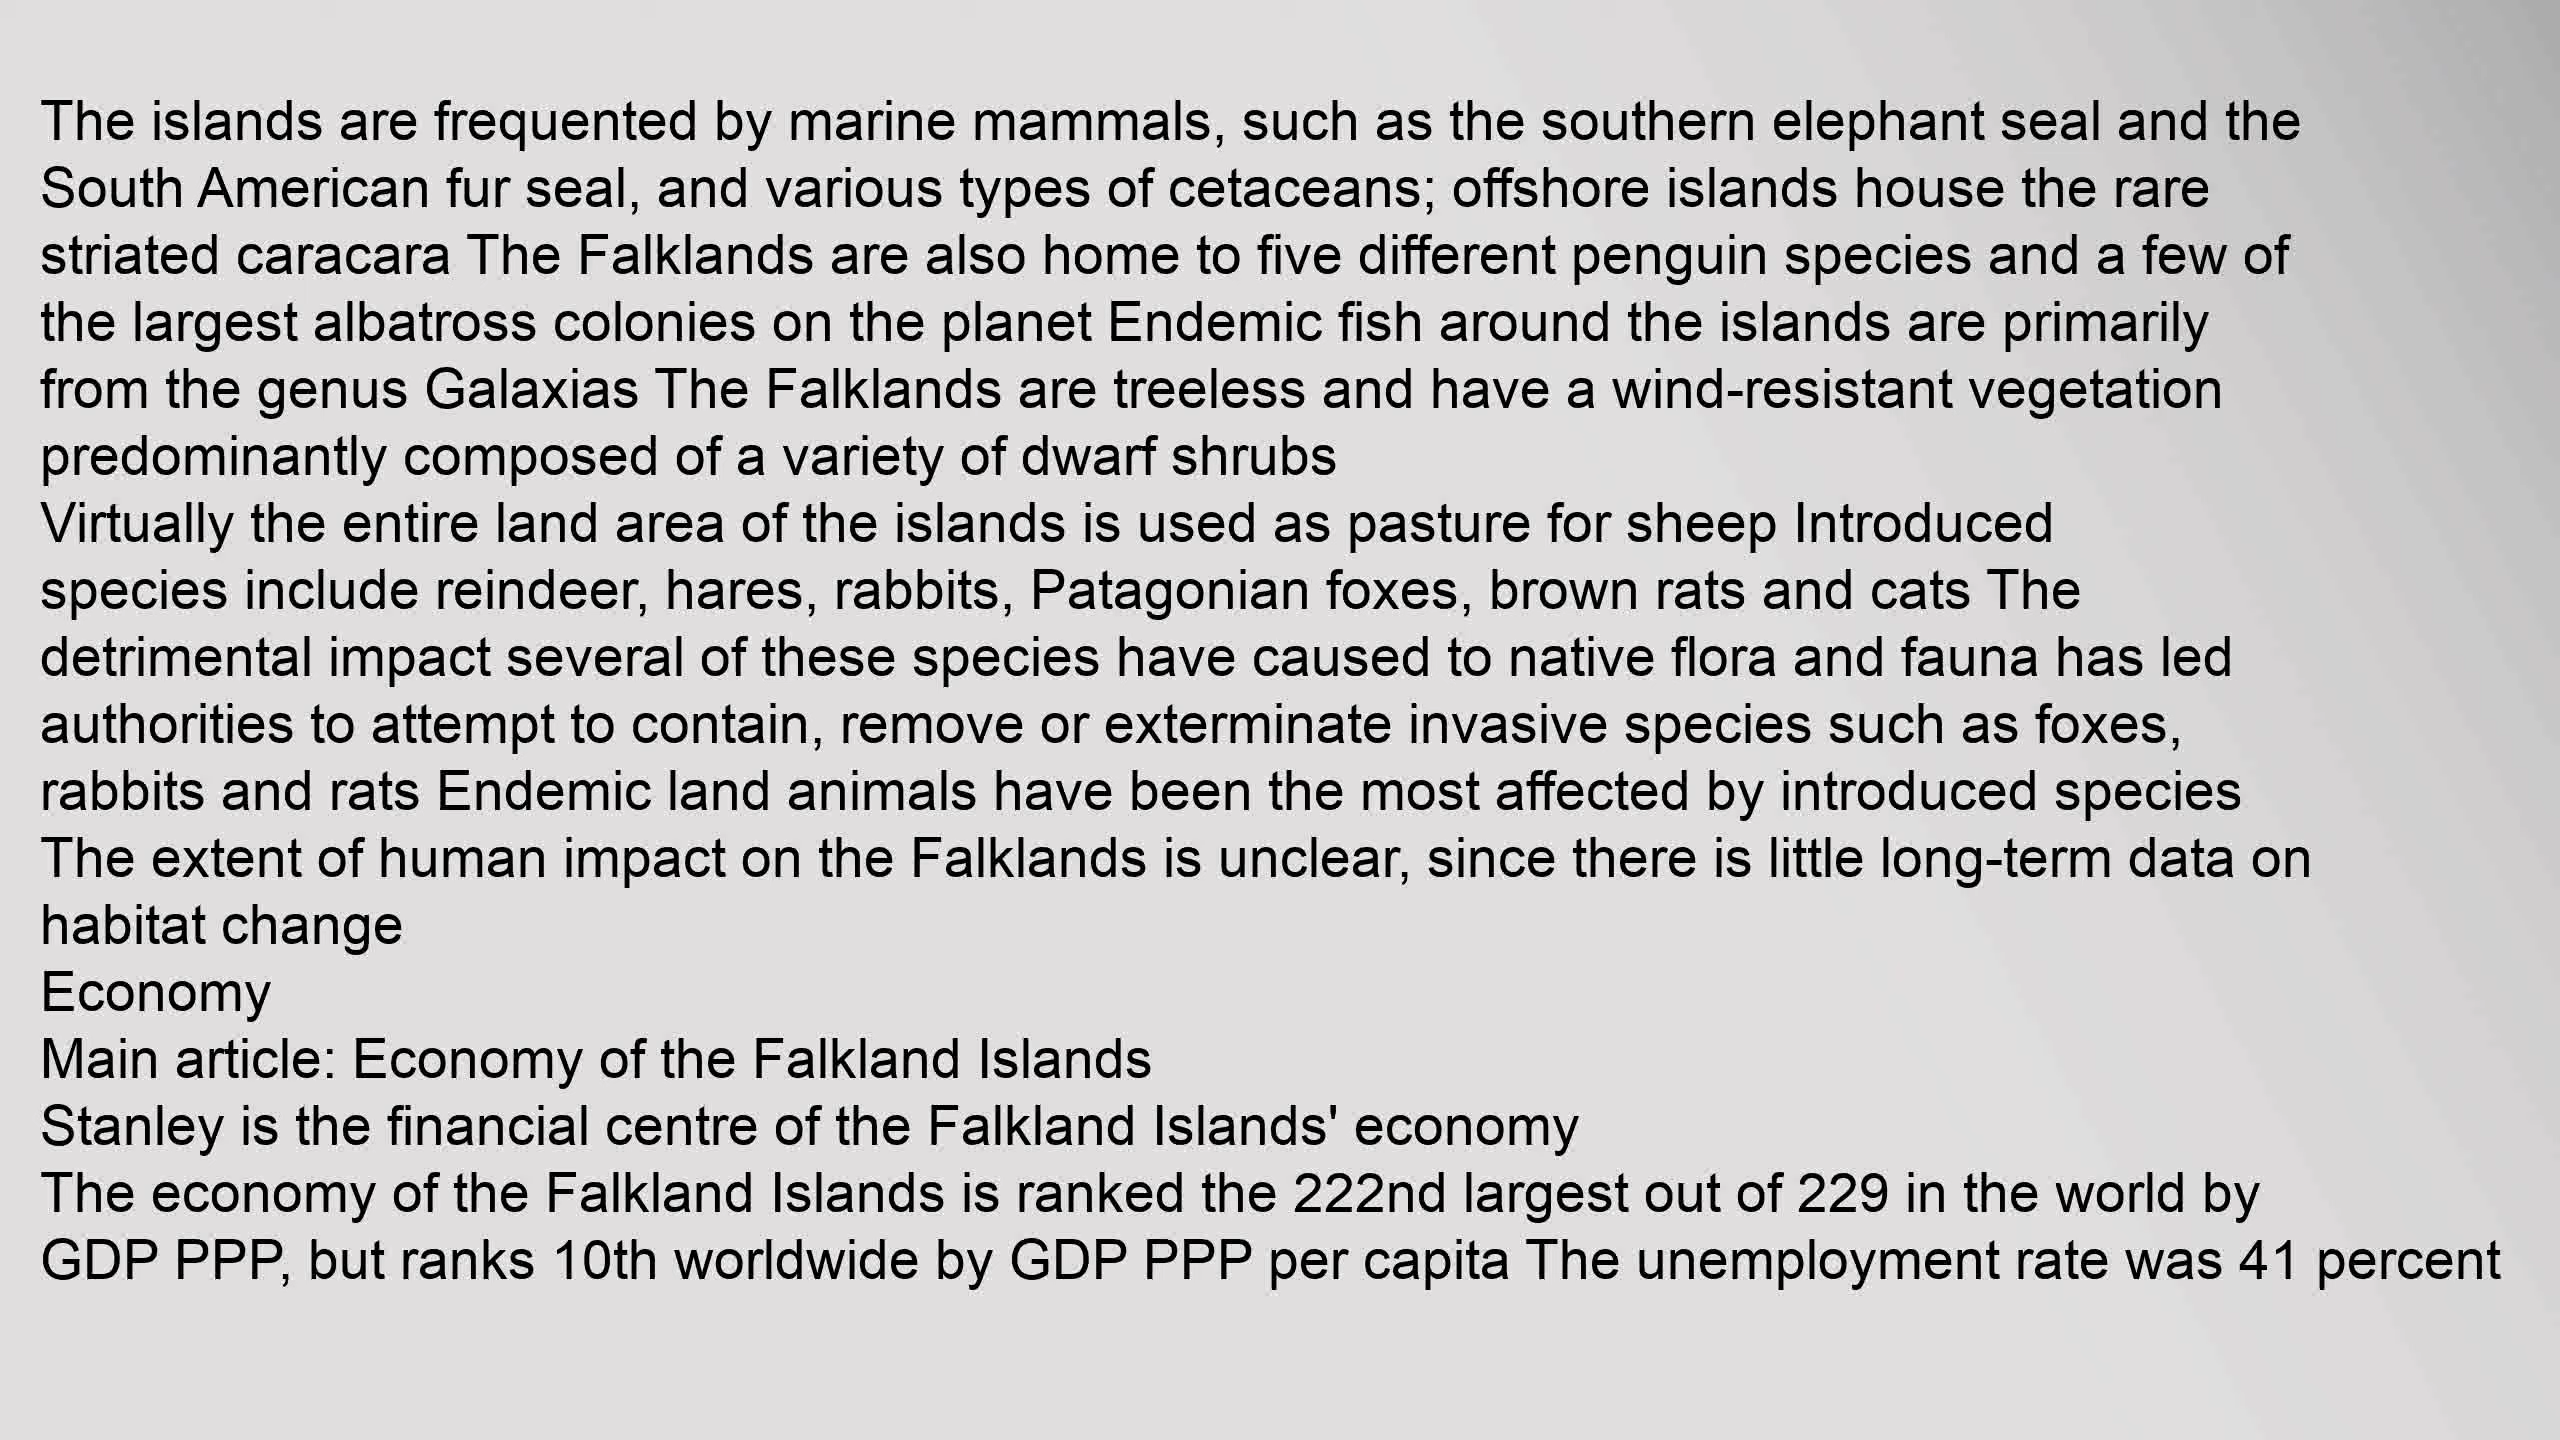 The islands are frequented by marine mammals, such as the southern elephant seal and the
South American fur seal, and various types of cetaceans; offshore islands house the rare
striated caracara The Falklands are also home to five different penguin species and a few of
the largest albatross colonies on the planet Endemic fish around the islands are primarily
from the genus Galaxias The Falklands are treeless and have a wind-resistant vegetation
predominantly composed of a variety of dwarf shrubs
Virtually the entire land area of the islands is used as pasture for sheep Introduced
species include reindeer, hares, rabbits, Patagonian foxes, brown rats and cats The
detrimental impact several of these species have caused to native flora and fauna has led
authorities to attempt to contain, remove or exterminate invasive species such as foxes,
rabbits and rats Endemic land animals have been the most affected by introduced species
The extent of human impact on the Falklands is unclear, since there is little long-term data on
habitat change
Economy
Main article: Economy of the Falkland Islands
Stanley is the financial centre of the Falkland Islands' economy
The economy of the Falkland Islands is ranked the 222nd largest out of 229 in the world by
GDP PPP, but ranks 10th worldwide by GDP PPP per capita The unemployment rate was 41 percent